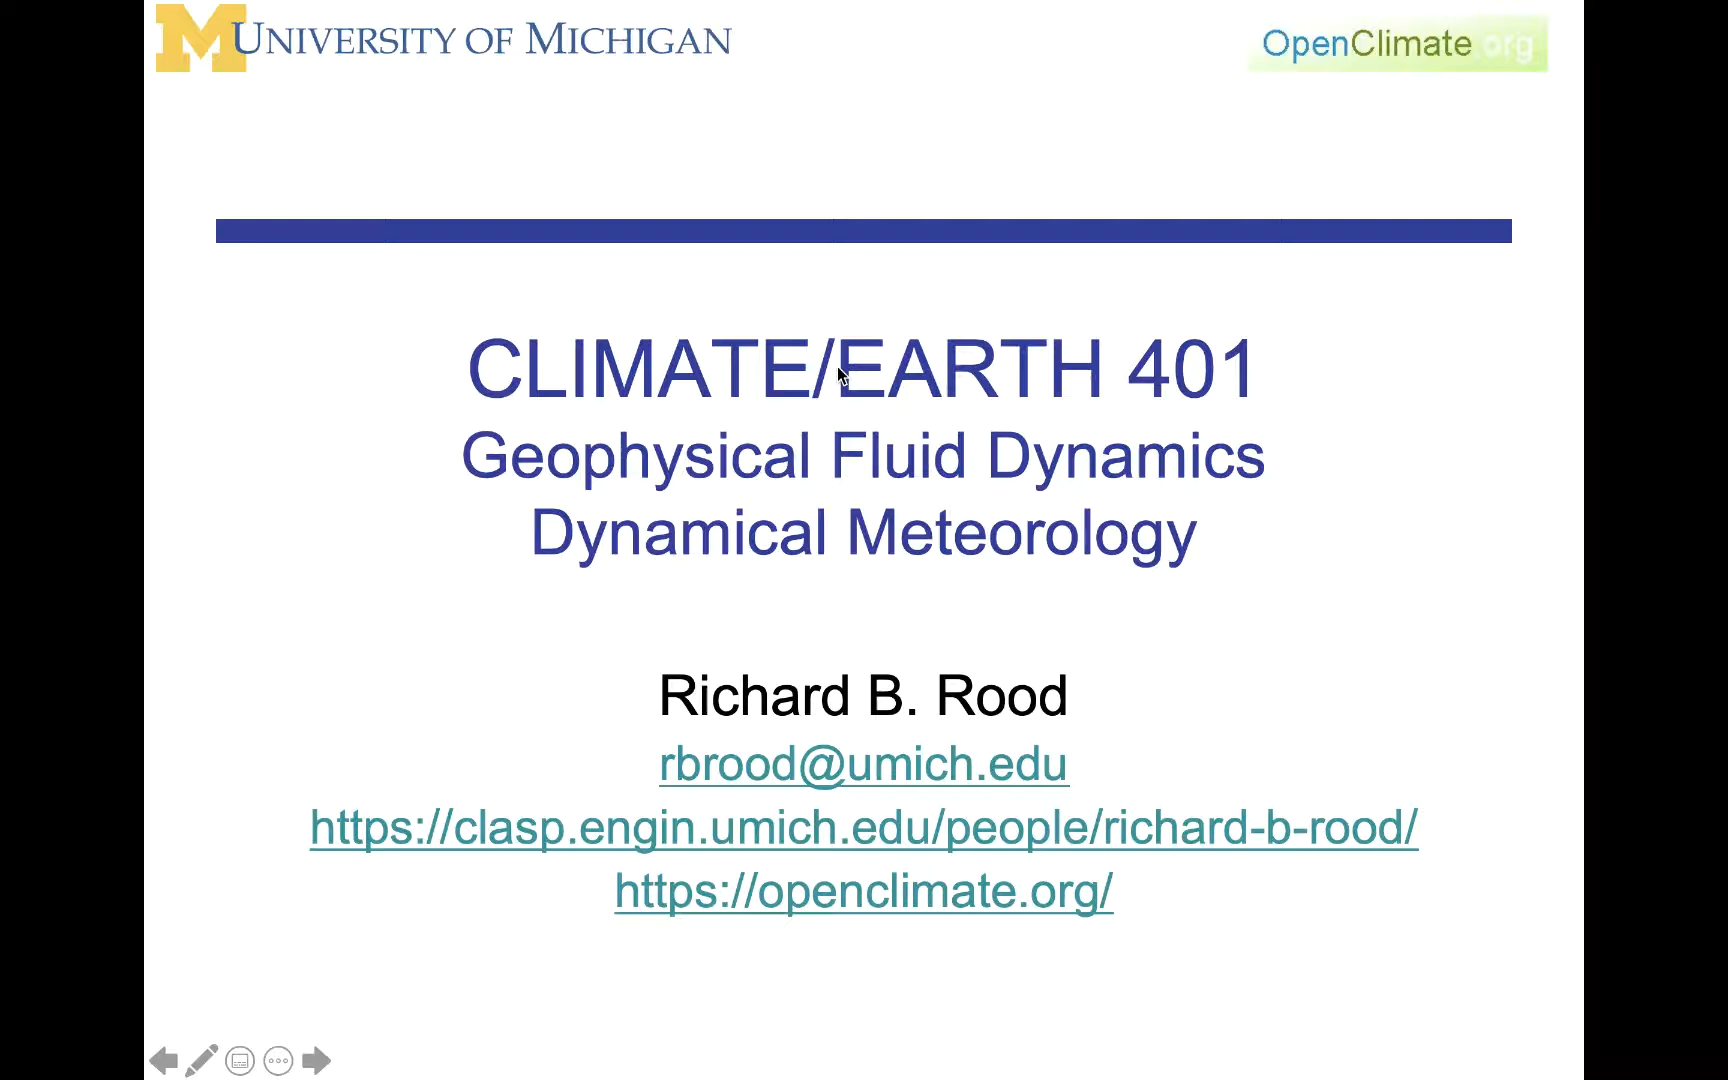 M UNIVERSITY OF MICHIGAN
OpenClimate.org
CLIMATE/EARTH 401
Geophysical Fluid Dynamics
Dynamical Meteorology
Richard B. Rood
rbrood@umich.edu
https://clasp.engin.umich.edu/people/richard-b-rood/
https://openclimate.org/